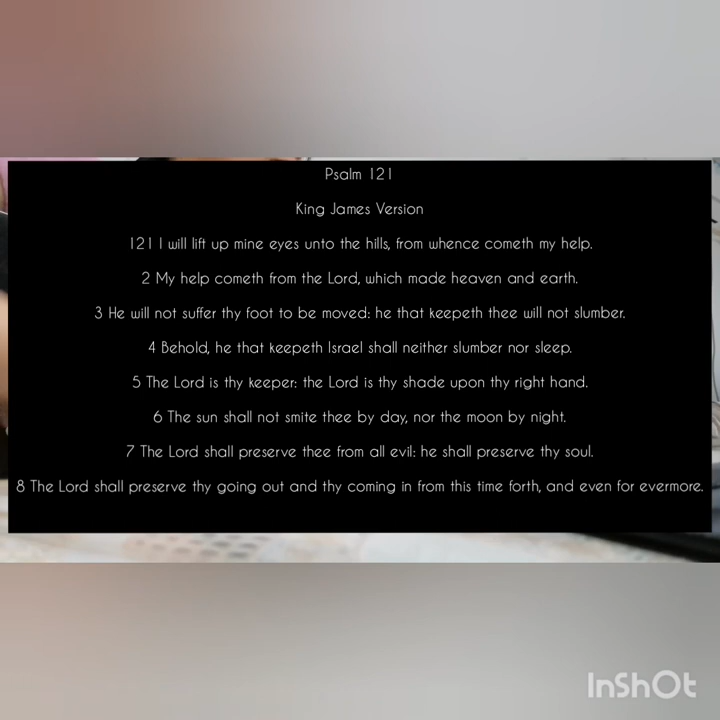 Psalm 121
King James Version
121 I will lift up mine eyes unto the hills, from whence cometh my help.
2 My help cometh from the Lord, which made heaven and earth.
3 He will not suffer thy foot to be moved: he that keepeth thee will not slumber.
4 Behold, he that keepeth Israel shall neither slumber nor sleep.
5 The Lord is thy keeper: the Lord is thy shade upon thy right hand.
6 The sun shall not smite thee by day, nor the moon by night.
7 The Lord shall preserve thee from all evil: he shall preserve thy soul.
8 The Lord shall preserve thy going out and thy coming in from this time forth, and even for evermore.
InShOt